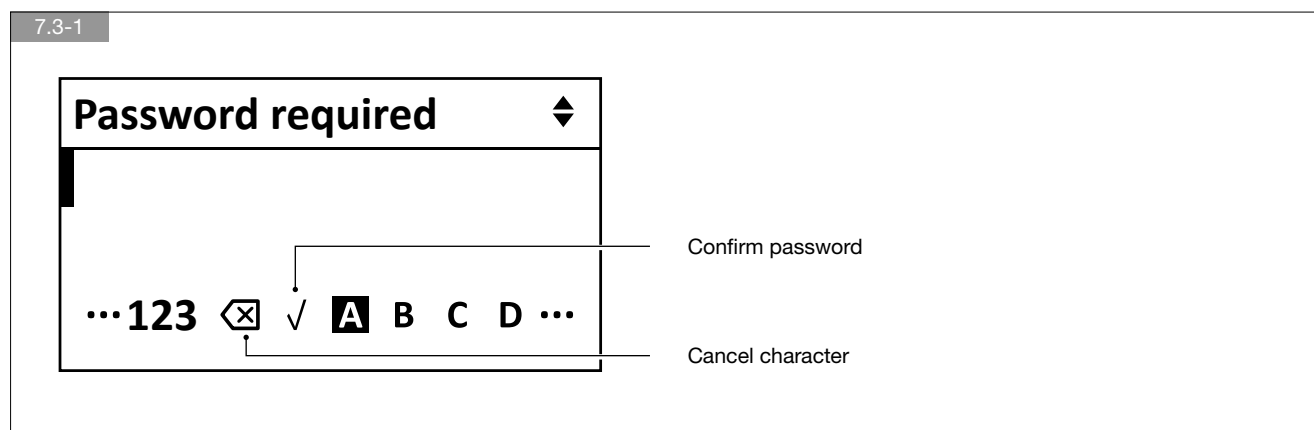 7.3-1
Password required
Confirm password
...123 √ A B C D ...
Cancel character